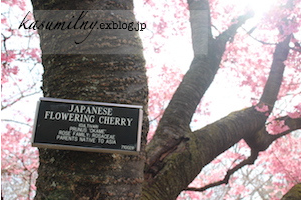 kasumilny.exblog.jp
JAPANESE
FLOWERING CHERRY
CULTIVAR
PRUNUS 'OKAME'
ROSE FAMILY: ROSACEAE
PARENTS NATIVE TO ASIA